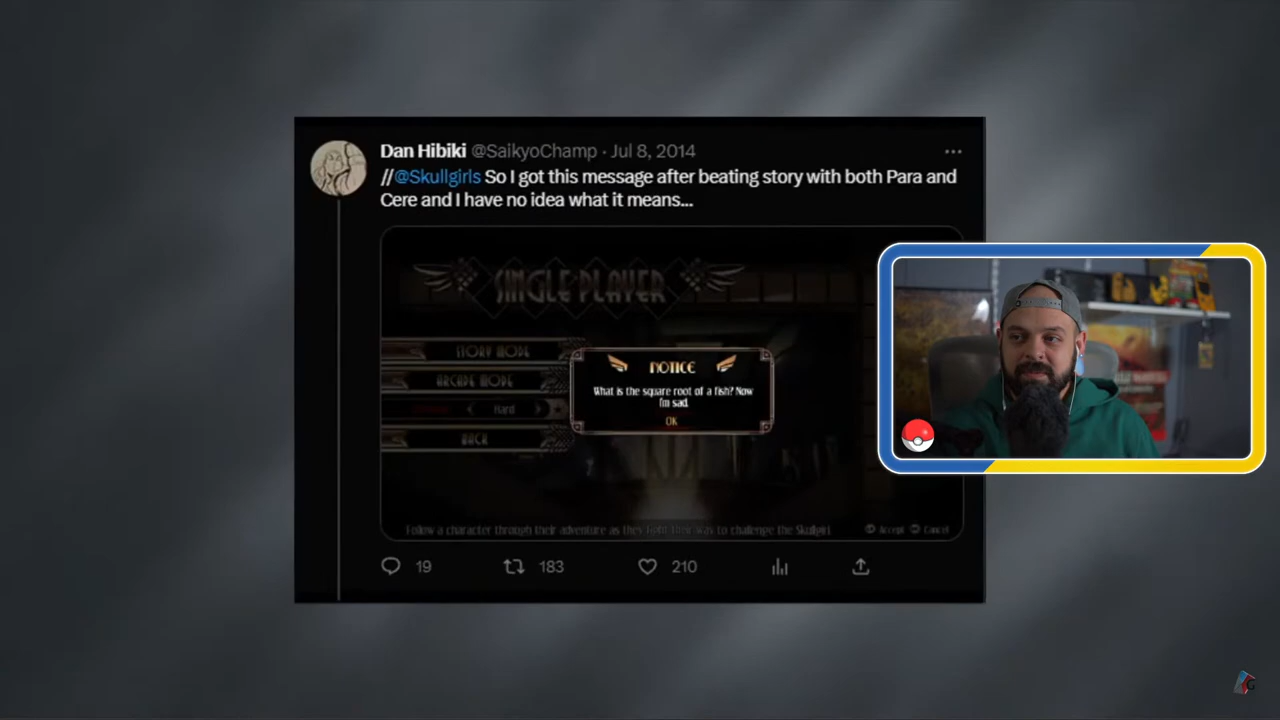 Dan Hibiki @SaikyoChamp · Jul 8, 2014
//@Skullgirls So I got this message after beating story with both Para and
Cere and I have no idea what it means...
SINGLE PLAYER
STORY MODE
ARCADE MODE
Hard
BACK
NOTICE
What is the square root of a fish? Now
I'm sad.
OK
Follow a character through their adventure as they fight their way to challenge the Skullgirl
Accept Cancel
19 183 210